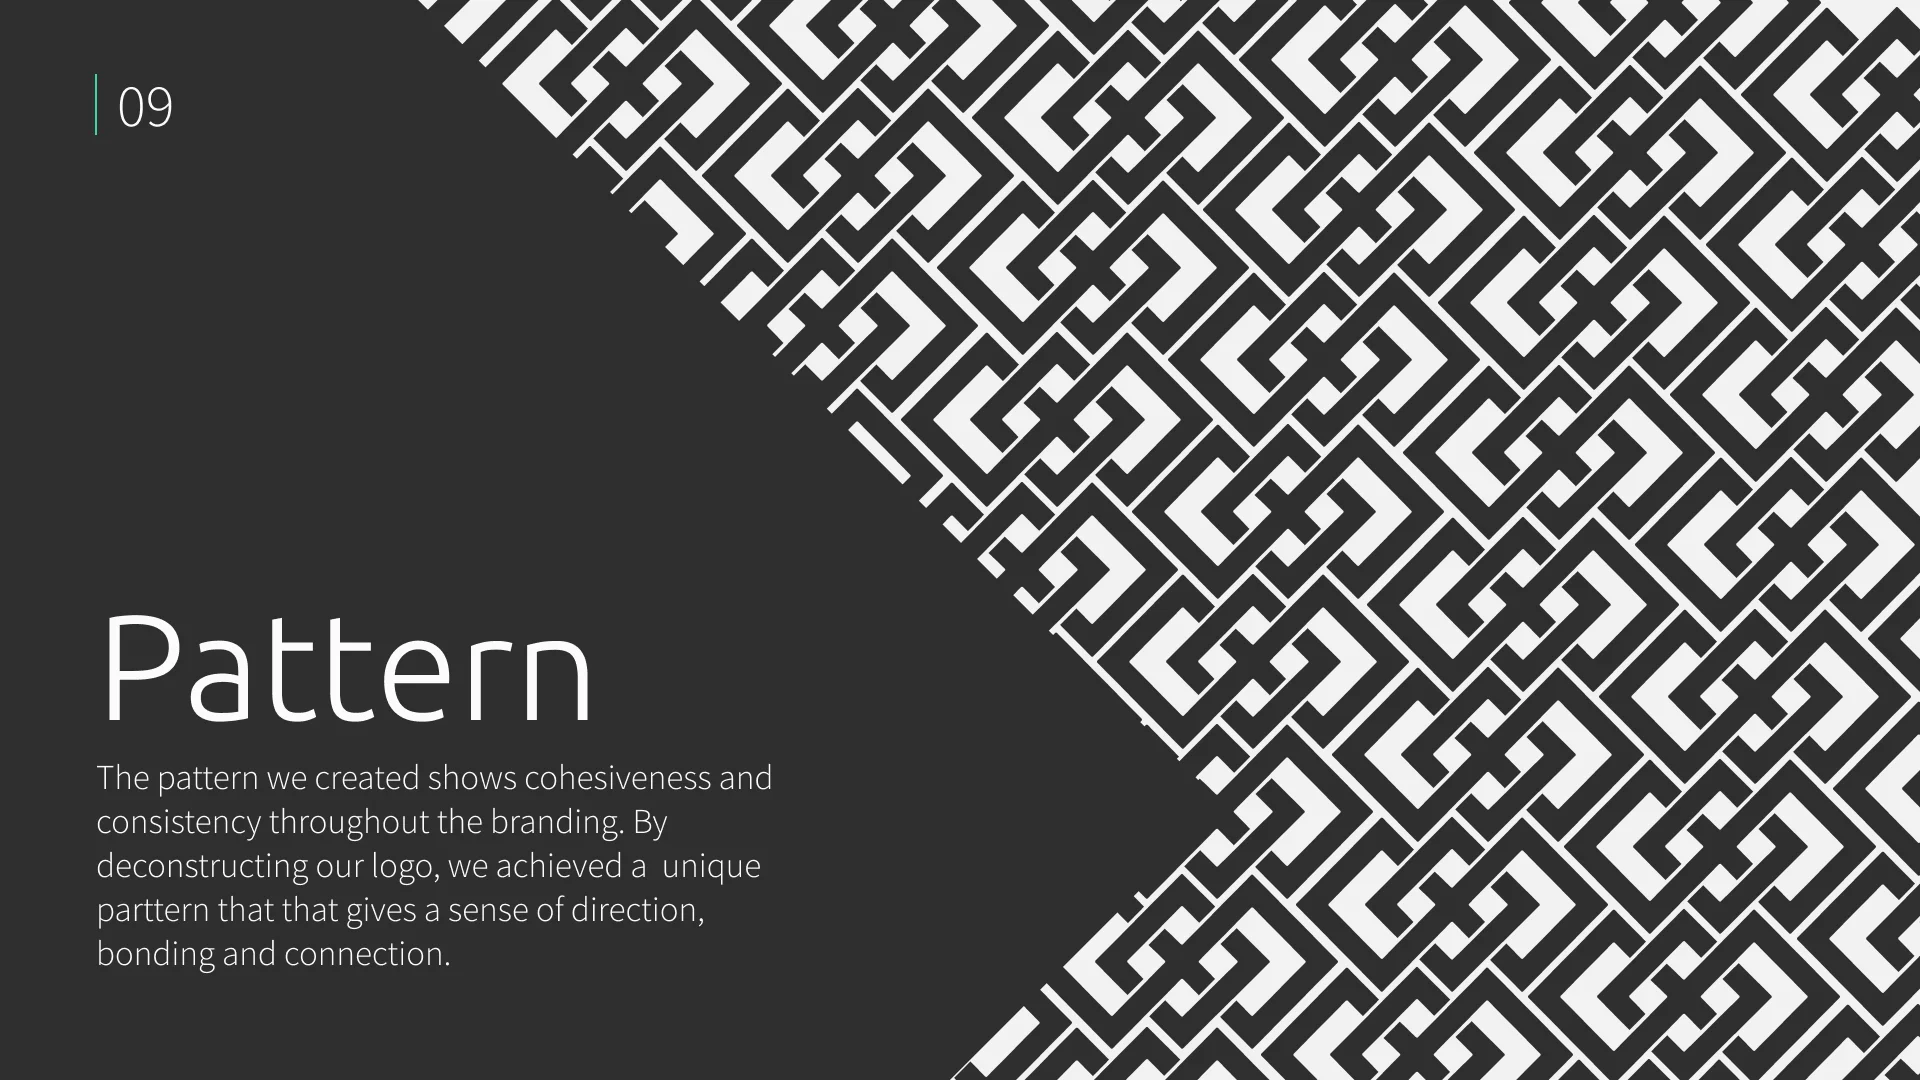 09
Pattern
The pattern we created shows cohesiveness and
consistency throughout the branding. By
deconstructing our logo, we achieved a  unique
parttern that that gives a sense of direction,
bonding and connection.